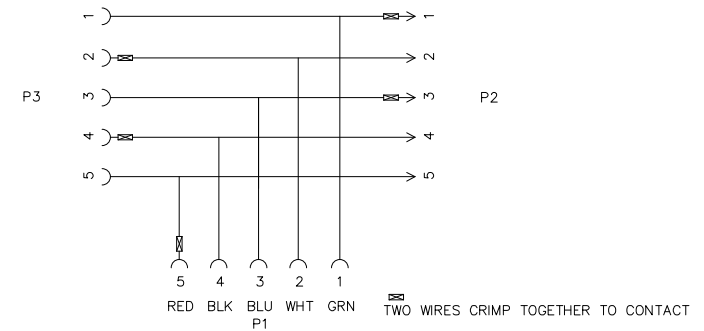 1 1
2 2
P3 3 3 P2
4 4
5 5
5 4 3 2 1
RED BLK BLU WHT GRN
P1
TWO WIRES CRIMP TOGETHER TO CONTACT